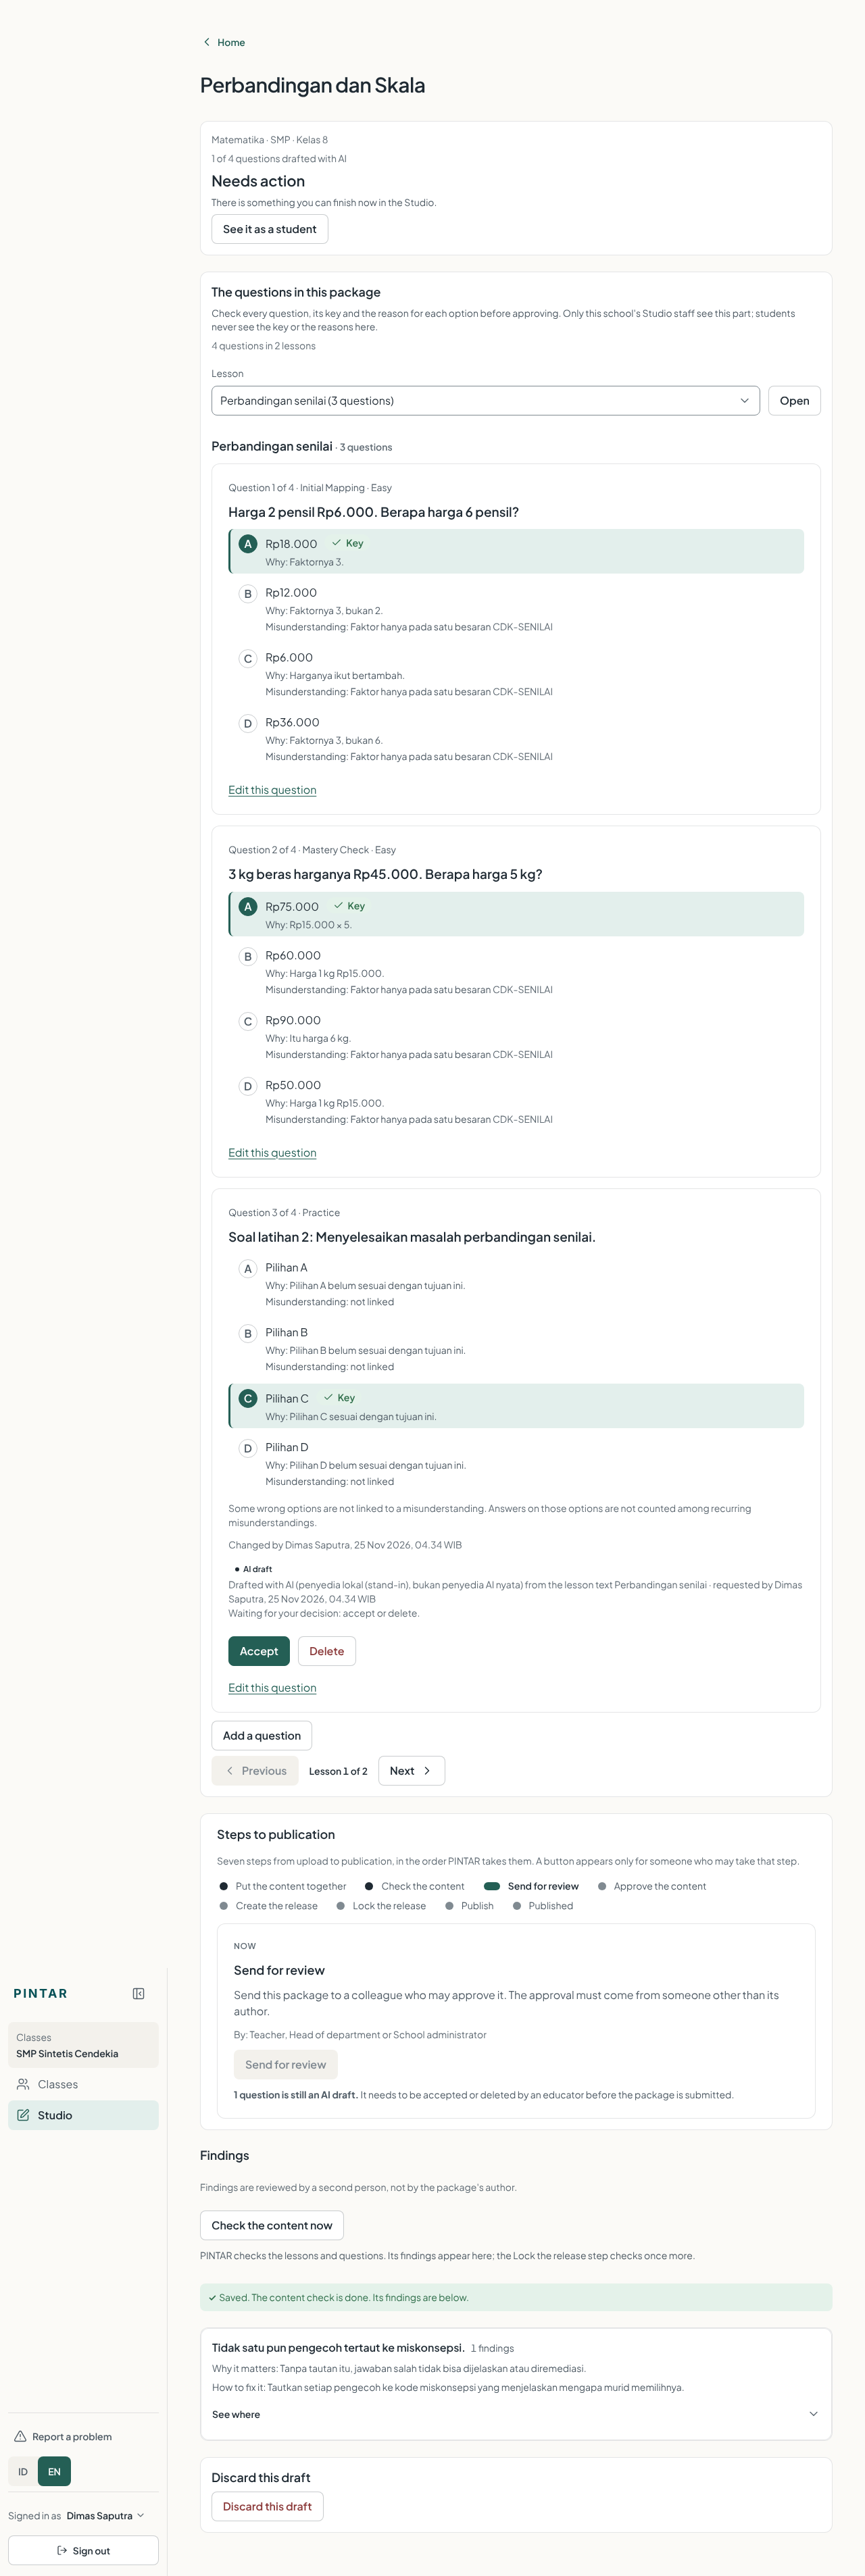 Home
Perbandingan dan Skala
Matematika · SMP · Kelas 8
1 of 4 questions drafted with AI
Needs action
There is something you can finish now in the Studio.
See it as a student
The questions in this package
Check every question, its key and the reason for each option before approving. Only this school's Studio staff see this part; students
never see the key or the reasons here.
4 questions in 2 lessons
Lesson
Perbandingan senilai (3 questions)
Open
Perbandingan senilai · 3 questions
Question 1 of 4 · Initial Mapping · Easy
Harga 2 pensil Rp6.000. Berapa harga 6 pensil?
A Rp18.000 Key
Why: Faktornya 3.
B Rp12.000
Why: Faktornya 3, bukan 2.
Misunderstanding: Faktor hanya pada satu besaran CDK-SENILAI
C Rp6.000
Why: Harganya ikut bertambah.
Misunderstanding: Faktor hanya pada satu besaran CDK-SENILAI
D Rp36.000
Why: Faktornya 3, bukan 6.
Misunderstanding: Faktor hanya pada satu besaran CDK-SENILAI
Edit this question
Question 2 of 4 · Mastery Check · Easy
3 kg beras harganya Rp45.000. Berapa harga 5 kg?
A Rp75.000 Key
Why: Rp15.000 × 5.
B Rp60.000
Why: Harga 1 kg Rp15.000.
Misunderstanding: Faktor hanya pada satu besaran CDK-SENILAI
C Rp90.000
Why: Itu harga 6 kg.
Misunderstanding: Faktor hanya pada satu besaran CDK-SENILAI
D Rp50.000
Why: Harga 1 kg Rp15.000.
Misunderstanding: Faktor hanya pada satu besaran CDK-SENILAI
Edit this question
Question 3 of 4 · Practice
Soal latihan 2: Menyelesaikan masalah perbandingan senilai.
A Pilihan A
Why: Pilihan A belum sesuai dengan tujuan ini.
Misunderstanding: not linked
B Pilihan B
Why: Pilihan B belum sesuai dengan tujuan ini.
Misunderstanding: not linked
C Pilihan C Key
Why: Pilihan C sesuai dengan tujuan ini.
D Pilihan D
Why: Pilihan D belum sesuai dengan tujuan ini.
Misunderstanding: not linked
Some wrong options are not linked to a misunderstanding. Answers on those options are not counted among recurring
misunderstandings.
Changed by Dimas Saputra, 25 Nov 2026, 04.34 WIB
AI draft
Drafted with AI (penyedia lokal (stand-in), bukan penyedia AI nyata) from the lesson text Perbandingan senilai · requested by Dimas
Saputra, 25 Nov 2026, 04.34 WIB
Waiting for your decision: accept or delete.
Accept Delete
Edit this question
Add a question
Previous Lesson 1 of 2 Next
Steps to publication
Seven steps from upload to publication, in the order PINTAR takes them. A button appears only for someone who may take that step.
Put the content together Check the content Send for review Approve the content
Create the release Lock the release Publish Published
NOW
Send for review
Send this package to a colleague who may approve it. The approval must come from someone other than its
author.
By: Teacher, Head of department or School administrator
Send for review
1 question is still an AI draft. It needs to be accepted or deleted by an educator before the package is submitted.
Findings
Findings are reviewed by a second person, not by the package's author.
Check the content now
PINTAR checks the lessons and questions. Its findings appear here; the Lock the release step checks once more.
Saved. The content check is done. Its findings are below.
Tidak satu pun pengecoh tertaut ke miskonsepsi. 1 findings
Why it matters: Tanpa tautan itu, jawaban salah tidak bisa dijelaskan atau diremediasi.
How to fix it: Tautkan setiap pengecoh ke kode miskonsepsi yang menjelaskan mengapa murid memilihnya.
See where
Discard this draft
Discard this draft
PINTAR
Classes
SMP Sintetis Cendekia
Classes
Studio
Report a problem
ID EN
Signed in as Dimas Saputra
Sign out